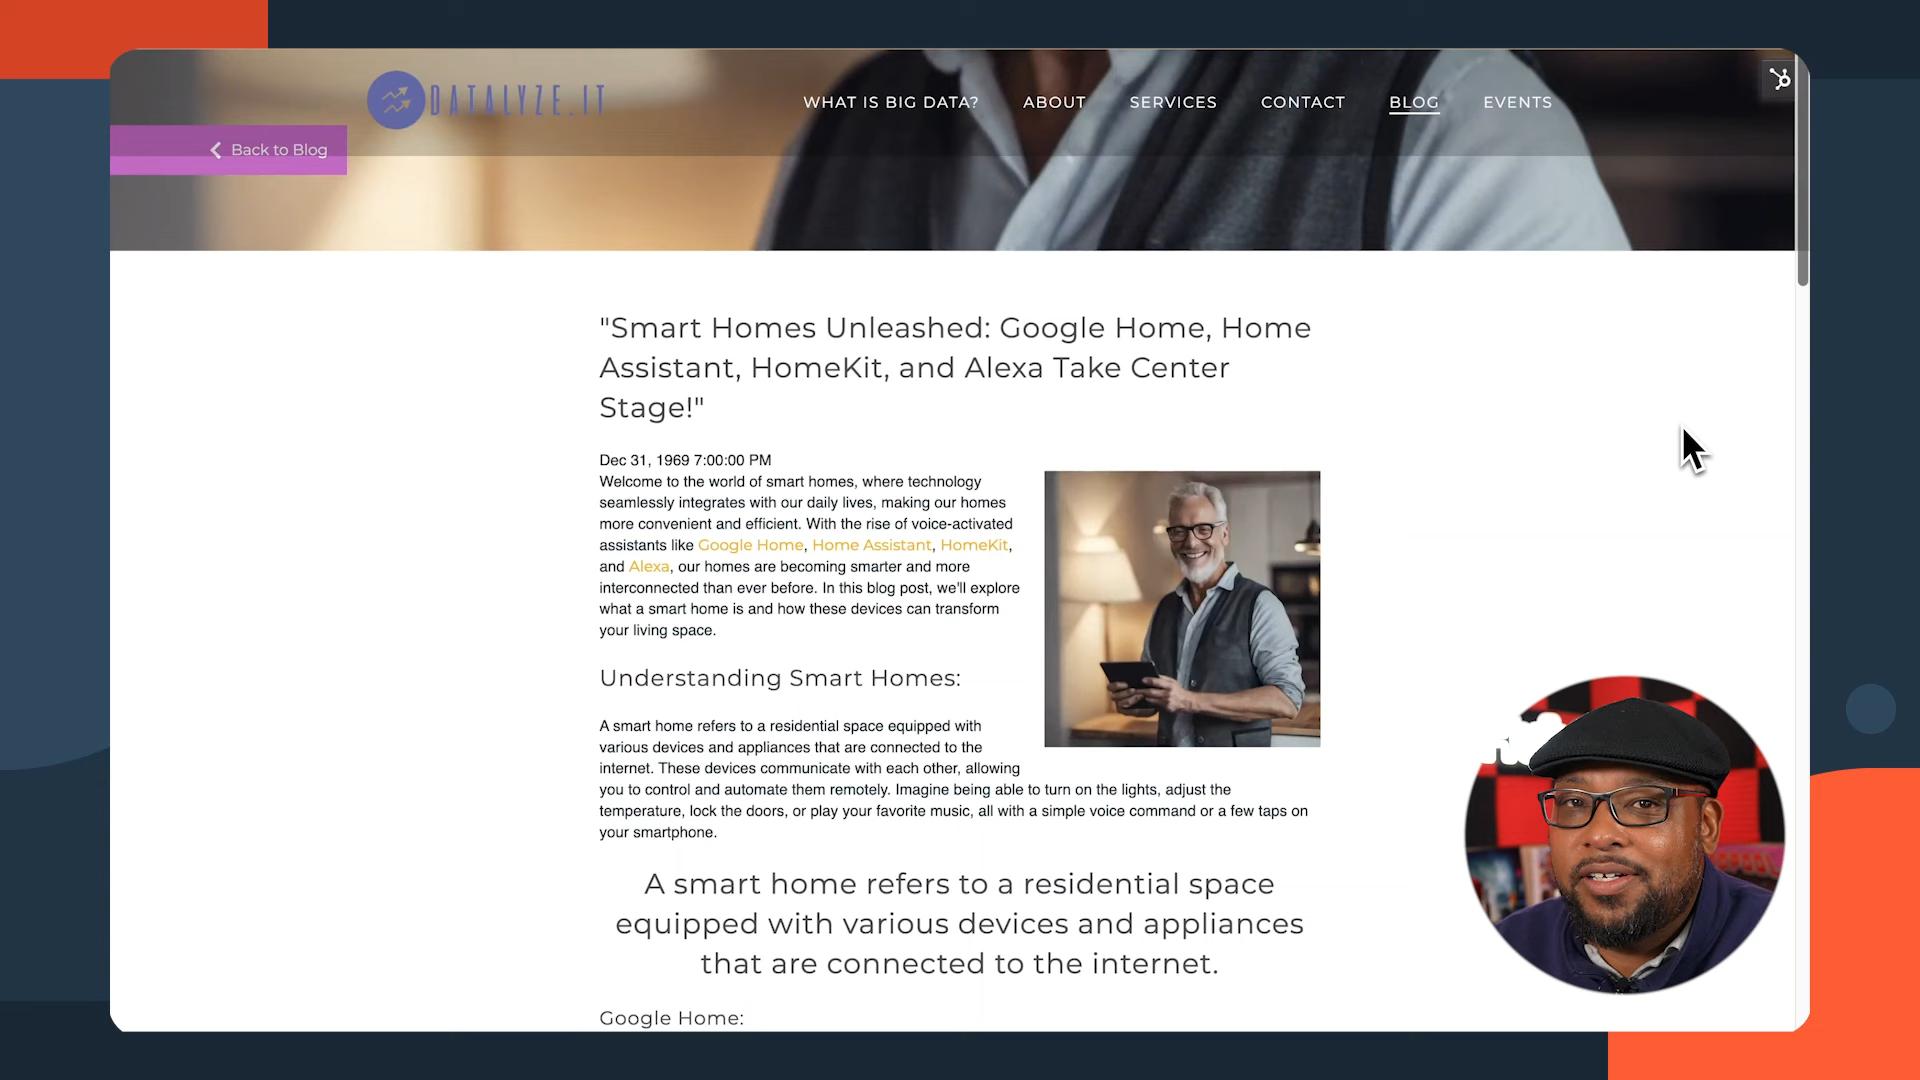 DATALYZE.IT
WHAT IS BIG DATA?
ABOUT
SERVICES
CONTACT
BLOG
EVENTS
Back to Blog
"Smart Homes Unleashed: Google Home, Home
Assistant, HomeKit, and Alexa Take Center
Stage!"
Dec 31, 1969 7:00:00 PM
Welcome to the world of smart homes, where technology
seamlessly integrates with our daily lives, making our homes
more convenient and efficient. With the rise of voice-activated
assistants like Google Home, Home Assistant, HomeKit,
and Alexa, our homes are becoming smarter and more
interconnected than ever before. In this blog post, we'll explore
what a smart home is and how these devices can transform
your living space.
Understanding Smart Homes:
A smart home refers to a residential space equipped with
various devices and appliances that are connected to the
internet. These devices communicate with each other, allowing
you to control and automate them remotely. Imagine being able to turn on the lights, adjust the
temperature, lock the doors, or play your favorite music, all with a simple voice command or a few taps on
your smartphone.
A smart home refers to a residential space
equipped with various devices and appliances
that are connected to the internet.
Google Home: